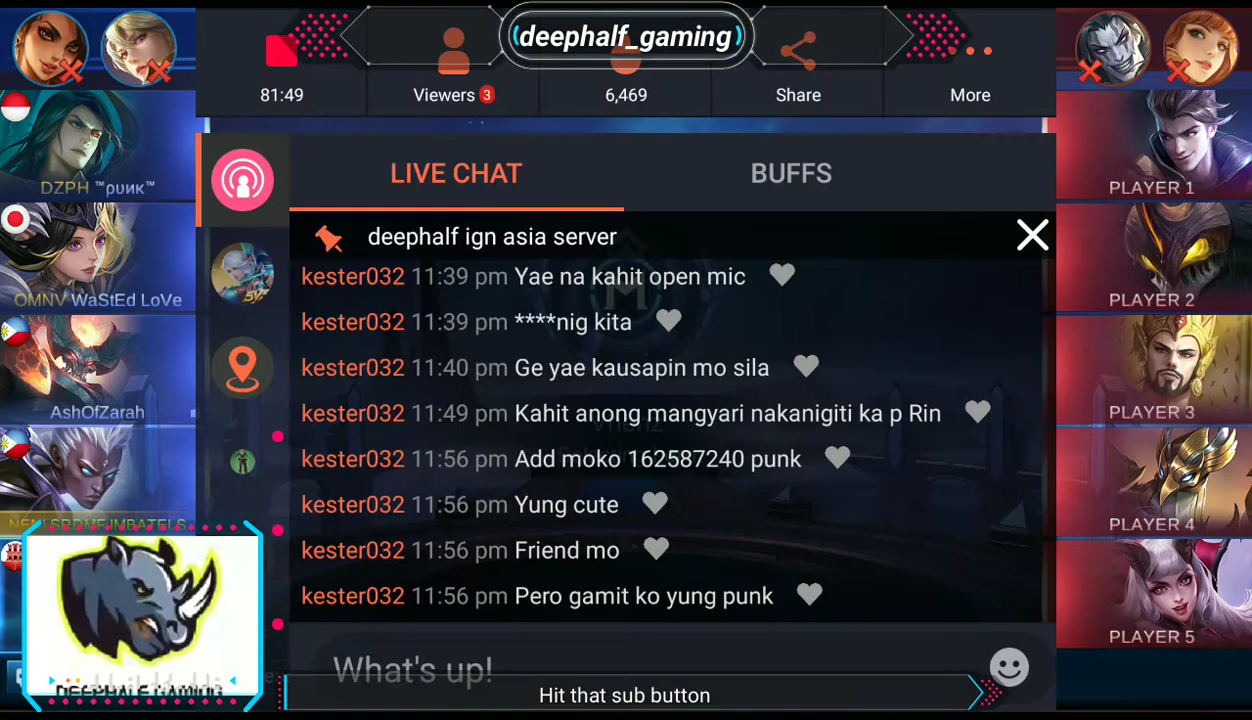 deephalf_gaming
81:49
Viewers 3
6,469
Share
More
LIVE CHAT
BUFFS
deephalf ign asia server
kester032 11:39 pm Yae na kahit open mic
kester032 11:39 pm ****nig kita
kester032 11:40 pm Ge yae kausapin mo sila
kester032 11:49 pm Kahit anong mangyari nakanigiti ka p Rin
kester032 11:56 pm Add moko 162587240 punk
kester032 11:56 pm Yung cute
kester032 11:56 pm Friend mo
kester032 11:56 pm Pero gamit ko yung punk
What's up!
Hit that sub button
DZPH ™ρυικ™
OMNV WaStEd LoVe
AshOfZarah
DEEPHALF GAMING
PLAYER 1
PLAYER 2
PLAYER 3
PLAYER 4
PLAYER 5